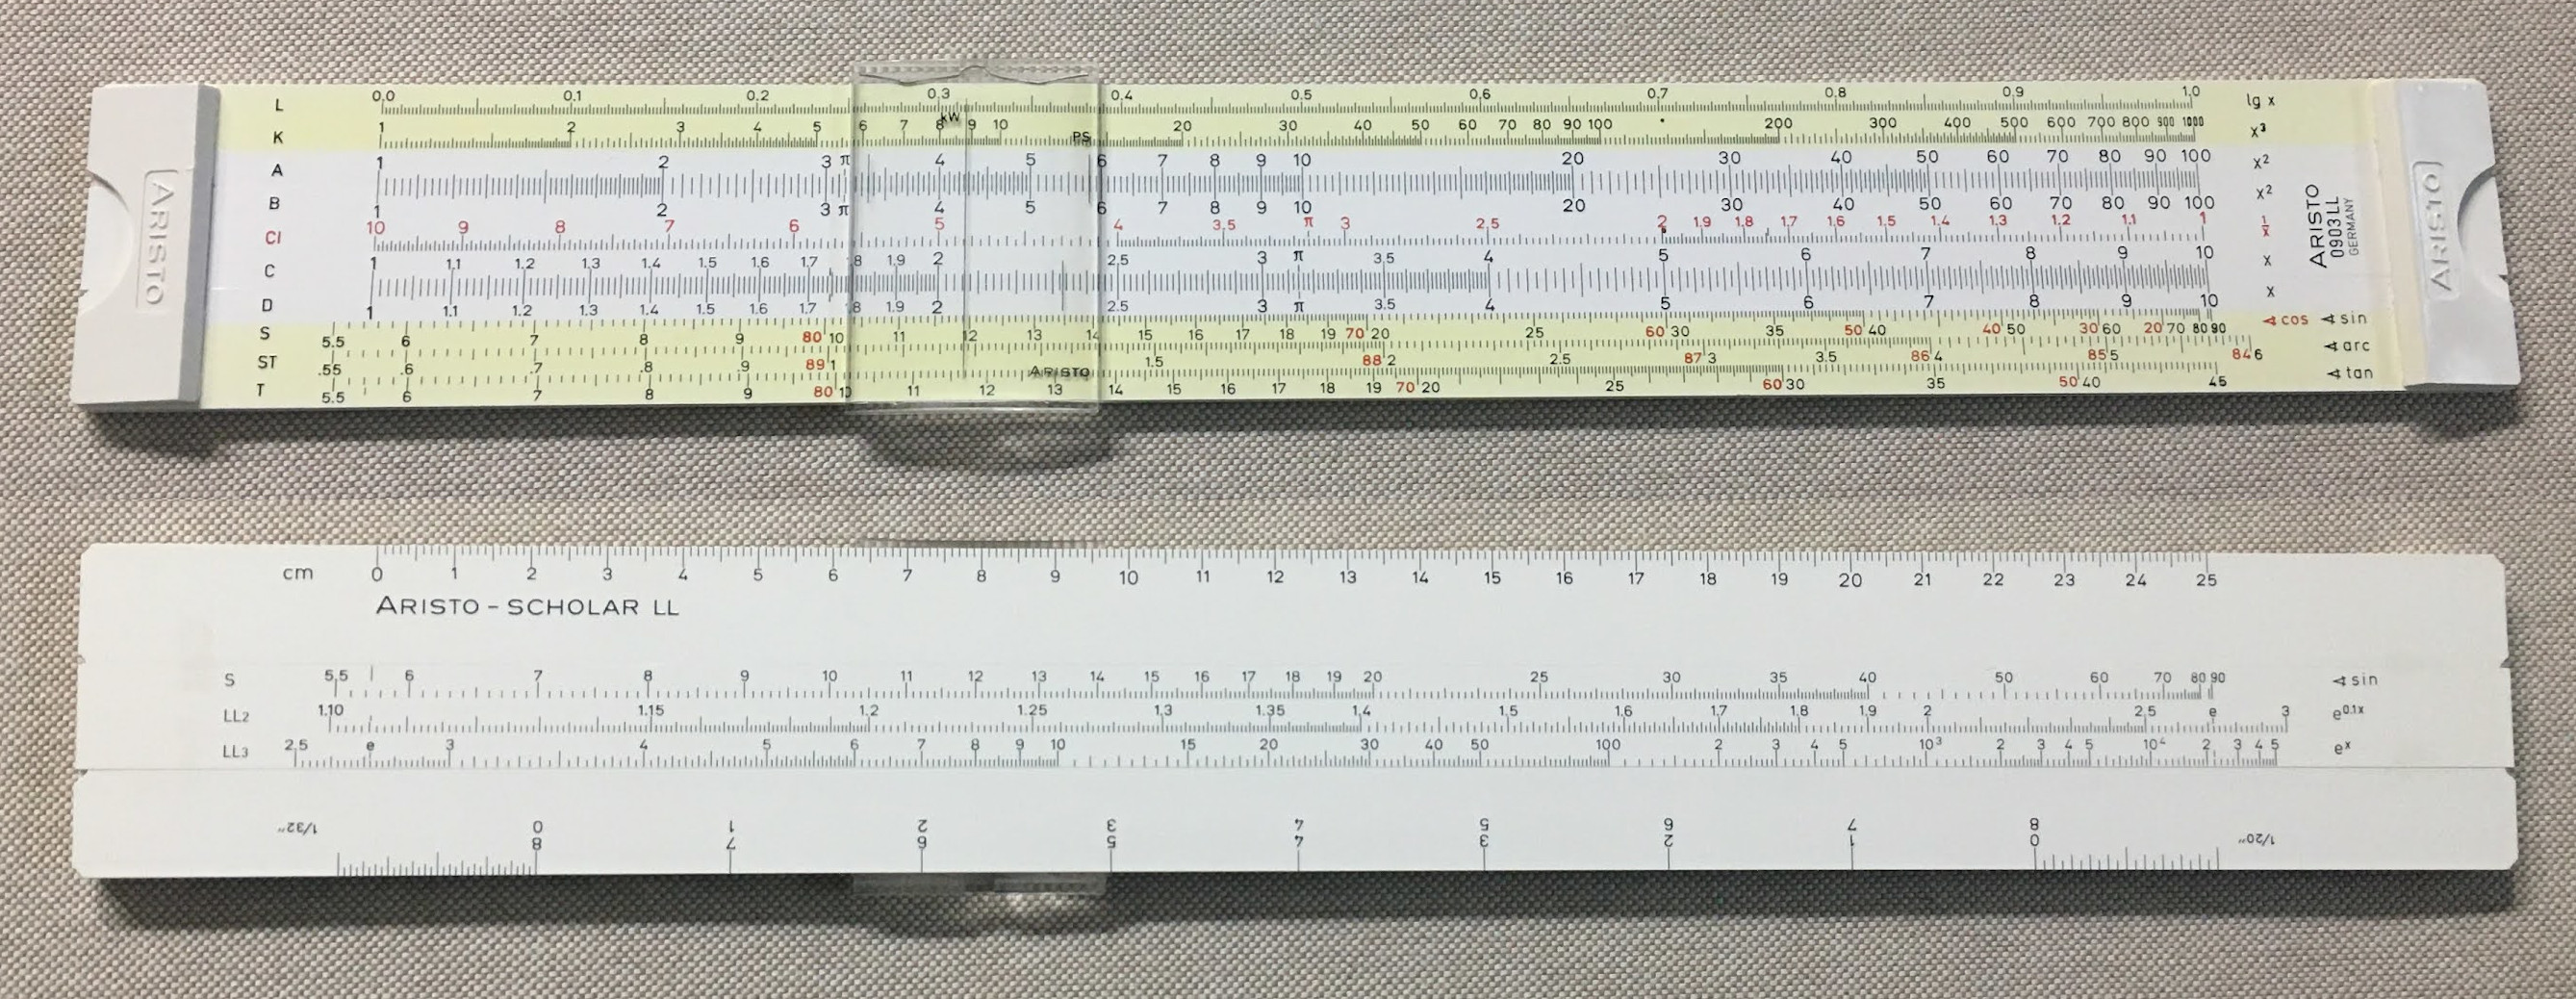 L 0,0 0,1 0,2 0,3 0,4 0,5 0,6 0,7 0,8 0,9 1,0 lg x
kW
K 1 2 3 4 5 6 7 8 9 10 20 30 40 50 60 70 80 90 100 200 300 400 500 600 700 800 900 1000 x³
PS
A 1 2 3 π 4 5 6 7 8 9 10 20 30 40 50 60 70 80 90 100 x²
B 1 2 3 π 4 5 6 7 8 9 10 20 30 40 50 60 70 80 90 100 x²
CI 10 9 8 7 6 5 4 3.5 π 3 2.5 2 1.9 1.8 1.7 1.6 1.5 1.4 1.3 1.2 1.1 1 1/x
C 1 1.1 1.2 1.3 1.4 1.5 1.6 1.7 8 1.9 2 2.5 3 π 3.5 4 5 6 7 8 9 10 x
D 1 1.1 1.2 1.3 1.4 1.5 1.6 1.7 8 1.9 2 2.5 3 π 3.5 4 5 6 7 8 9 10 x
S 5.5 6 7 8 9 80 10 11 12 13 14 15 16 17 18 19 70 20 25 60 30 35 50 40 40 50 30 60 20 70 80 90 ∢ cos ∢ sin
ST .55 .6 .7 .8 .9 89 1 1.5 88 2 2.5 87 3 3.5 86 4 85 5 84 6 ∢ arc
ARISTO
T 5.5 6 7 8 9 80 10 11 12 13 14 15 16 17 18 19 70 20 25 60 30 35 50 40 45 ∢ tan
ARISTO
ARISTO
0903LL
GERMANY
ARISTO
cm 0 1 2 3 4 5 6 7 8 9 10 11 12 13 14 15 16 17 18 19 20 21 22 23 24 25
ARISTO - SCHOLAR LL
S 5,5 6 7 8 9 10 11 12 13 14 15 16 17 18 19 20 25 30 35 40 50 60 70 80 90 ∢ sin
LL2 1,10 1,15 1,2 1,25 1,3 1,35 1,4 1,5 1,6 1,7 1,8 1,9 2 2,5 e 3 e⁰·¹ˣ
LL3 2,5 e 3 4 5 6 7 8 9 10 15 20 30 40 50 100 2 3 4 5 10³ 2 3 4 5 10⁴ 2 3 4 5 eˣ
1/32" 0 1 2 3 4 5 6 7 8 1/20"
8 7 6 5 4 3 2 1 0